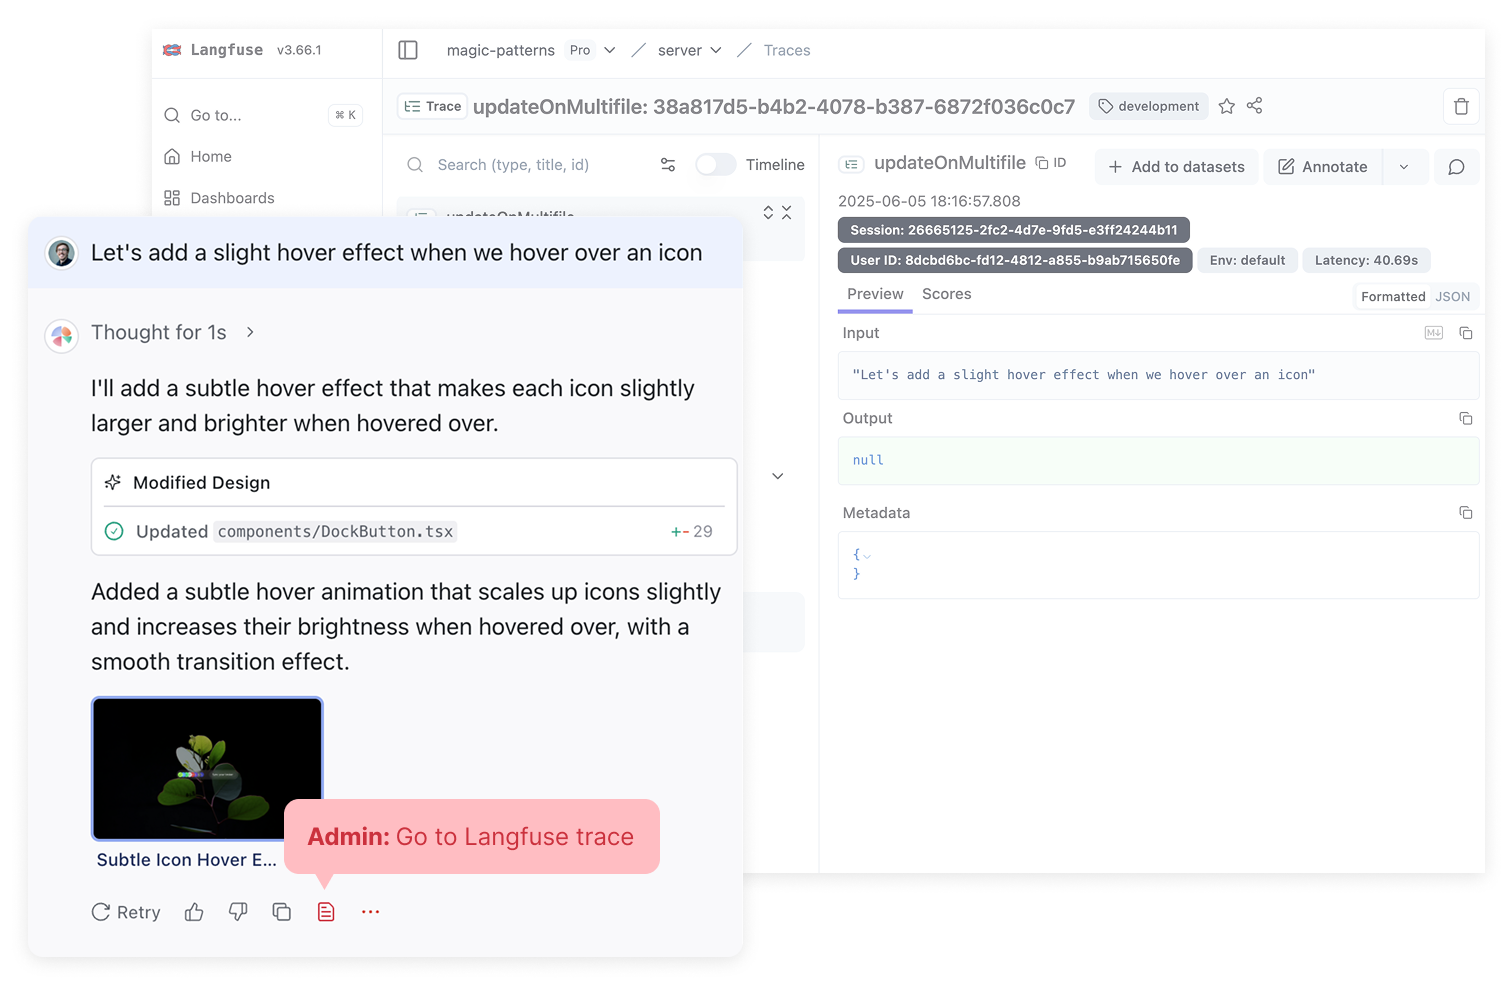 Langfuse v3.66.1
magic-patterns Pro server Traces
Go to... ⌘ K
Home
Dashboards
Trace updateOnMultifile: 38a817d5-b4b2-4078-b387-6872f036c0c7 development
Search (type, title, id) Timeline
updateOnMultifile
updateOnMultifile ID
Add to datasets
Annotate
2025-06-05 18:16:57.808
Session: 26665125-2fc2-4d7e-9fd5-e3ff24244b11
User ID: 8dcbd6bc-fd12-4812-a855-b9ab715650fe Env: default Latency: 40.69s
Preview Scores
Formatted JSON
Input
"Let's add a slight hover effect when we hover over an icon"
Output
null
Metadata
{
}
Let's add a slight hover effect when we hover over an icon
Thought for 1s
I'll add a subtle hover effect that makes each icon slightly
larger and brighter when hovered over.
Modified Design
Updated components/DockButton.tsx +- 29
Added a subtle hover animation that scales up icons slightly
and increases their brightness when hovered over, with a
smooth transition effect.
Subtle Icon Hover E...
Admin: Go to Langfuse trace
Retry